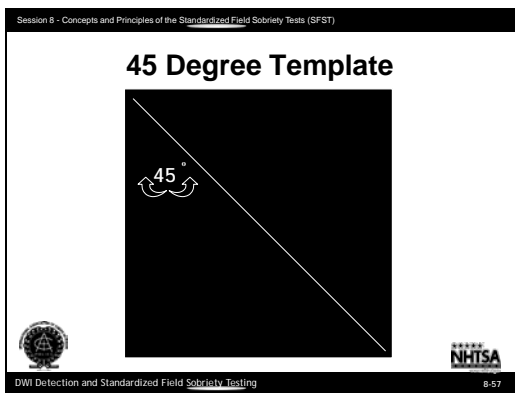 Session 8 - Concepts and Principles of the Standardized Field Sobriety Tests (SFST)
45 Degree Template
45°
NHTSA
DWI Detection and Standardized Field Sobriety Testing
8-57